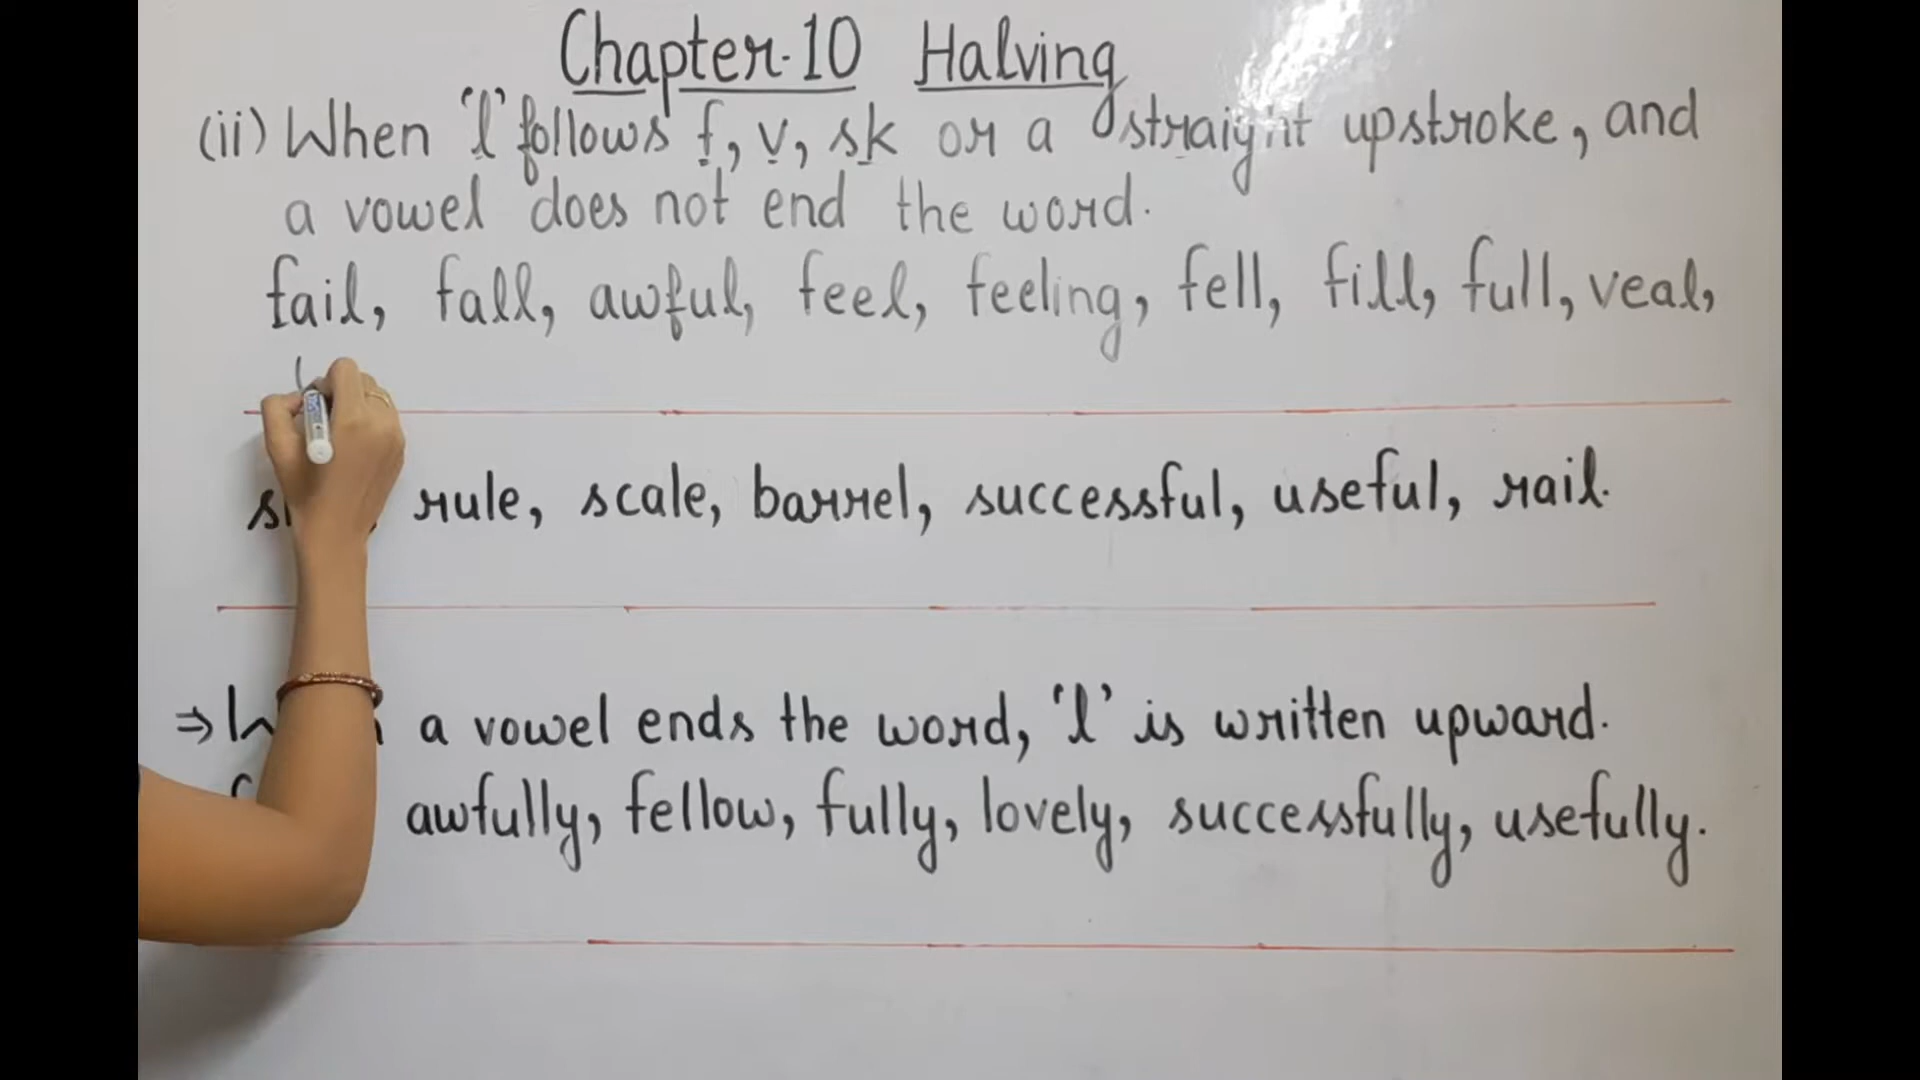 Chapter-10 Halving
(ii) When 'l' follows f, v, sk or a straight upstroke, and
a vowel does not end the word.
fail, fall, awful, feel, feeling, fell, fill, full, veal,
rule, scale, barrel, successful, useful, rail.
⇒ a vowel ends the word, 'l' is written upward.
awfully, fellow, fully, lovely, successfully, usefully.